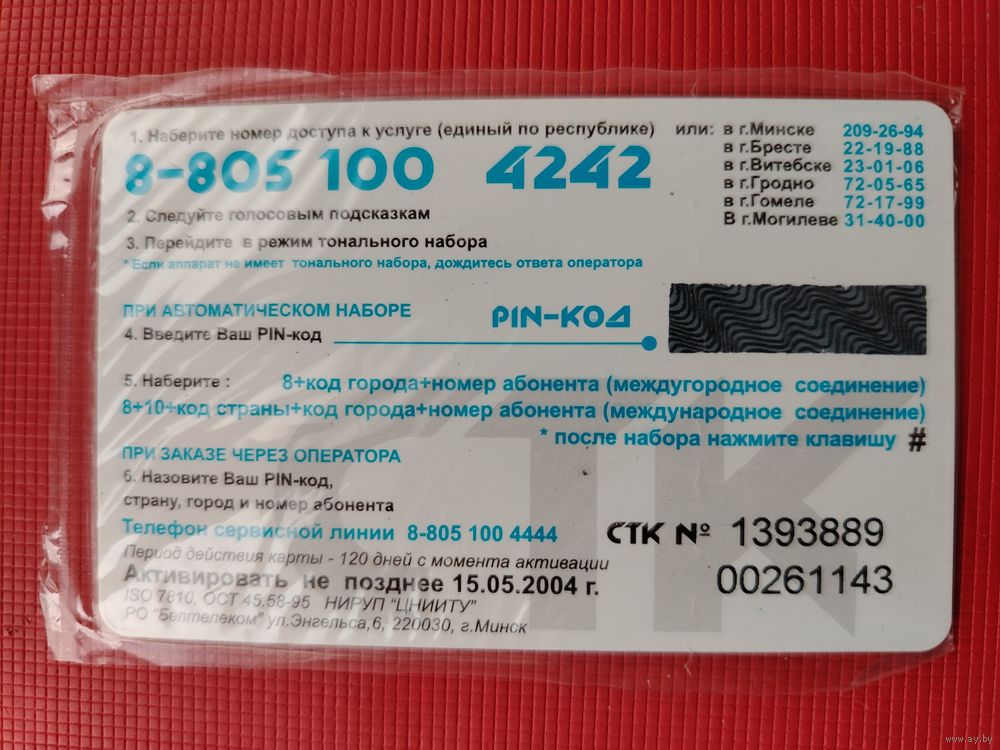 1. Наберите номер доступа к услуге (единый по республике)
8-805 100 4242
или: в г.Минске 209-26-94
в г.Бресте 22-19-88
в г.Витебске 23-01-06
в г.Гродно 72-05-65
в г.Гомеле 72-17-99
В г.Могилеве 31-40-00
2. Следуйте голосовым подсказкам
3. Перейдите в режим тонального набора
* Если аппарат не имеет тонального набора, дождитесь ответа оператора
ПРИ АВТОМАТИЧЕСКОМ НАБОРЕ
4. Введите Ваш PIN-код
PIN-КОД
5. Наберите : 8+код города+номер абонента (междугородное соединение)
8+10+код страны+код города+номер абонента (международное соединение)
* после набора нажмите клавишу #
ПРИ ЗАКАЗЕ ЧЕРЕЗ ОПЕРАТОРА
6. Назовите Ваш PIN-код,
страну, город и номер абонента
Телефон сервисной линии 8-805 100 4444
СТК № 1393889
00261143
Период действия карты - 120 дней с момента активации
Активировать не позднее 15.05.2004 г.
ISO 7810, ОСТ 45.58-95 НИРУП "ЦНИИТУ"
РО "Белтелеком" ул.Энгельса,6, 220030, г.Минск
СТК
www.ay.by